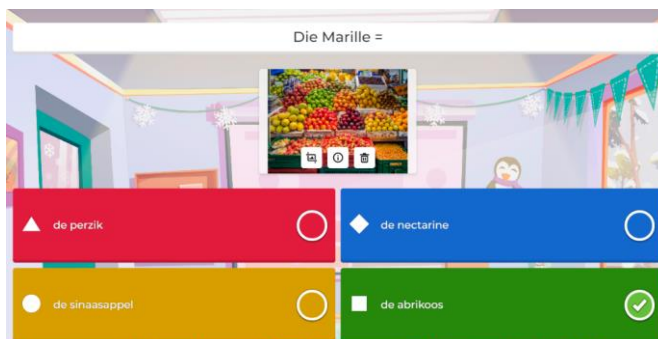 Die Marille =
de perzik
de nectarine
de sinaasappel
de abrikoos